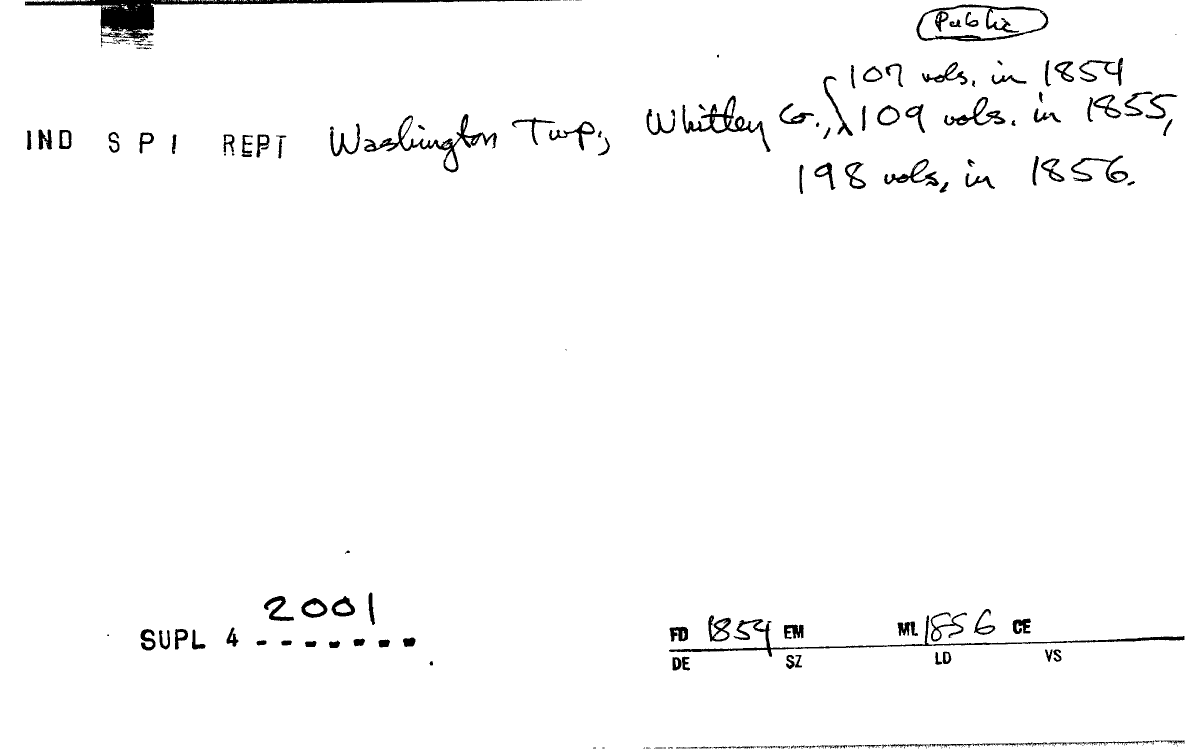 Public
107 vols. in 1854
IND S P I REPT Washington Twp, Whitley Co., 109 vols. in 1855,
198 vols, in 1856.
2001
SUPL 4 -------
FD 1854 EM ML 1856 CE
DE SZ LD VS